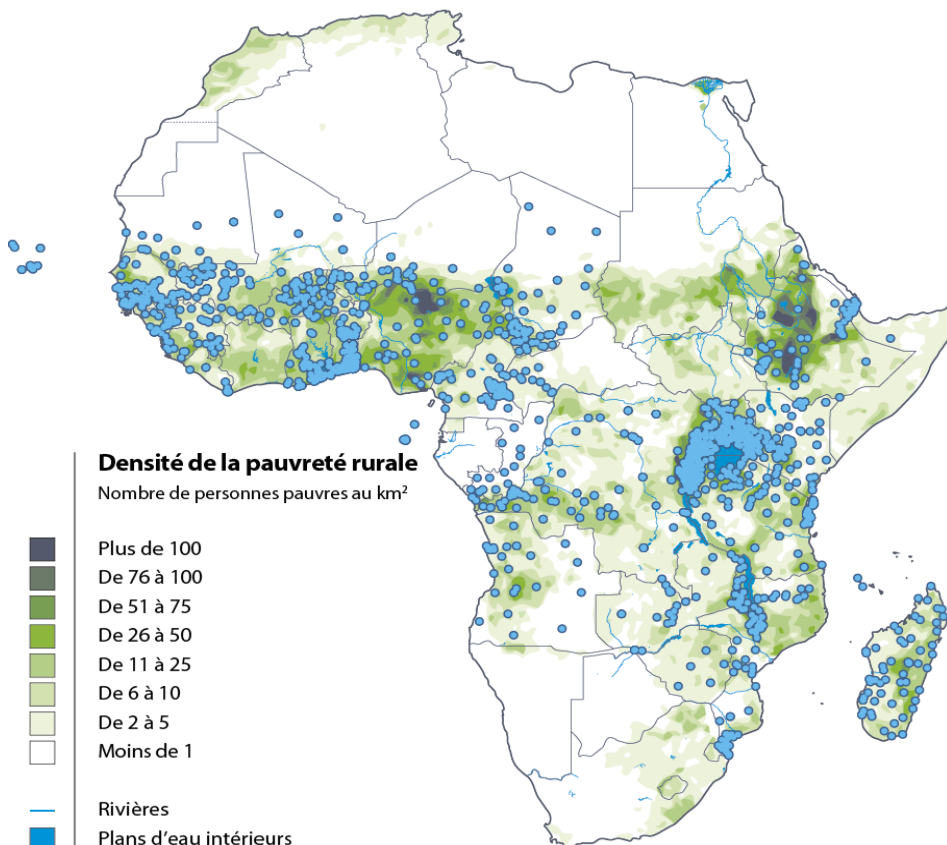 Densité de la pauvreté rurale
Nombre de personnes pauvres au km²
Plus de 100
De 76 à 100
De 51 à 75
De 26 à 50
De 11 à 25
De 6 à 10
De 2 à 5
Moins de 1
Rivières
Plans d'eau intérieurs